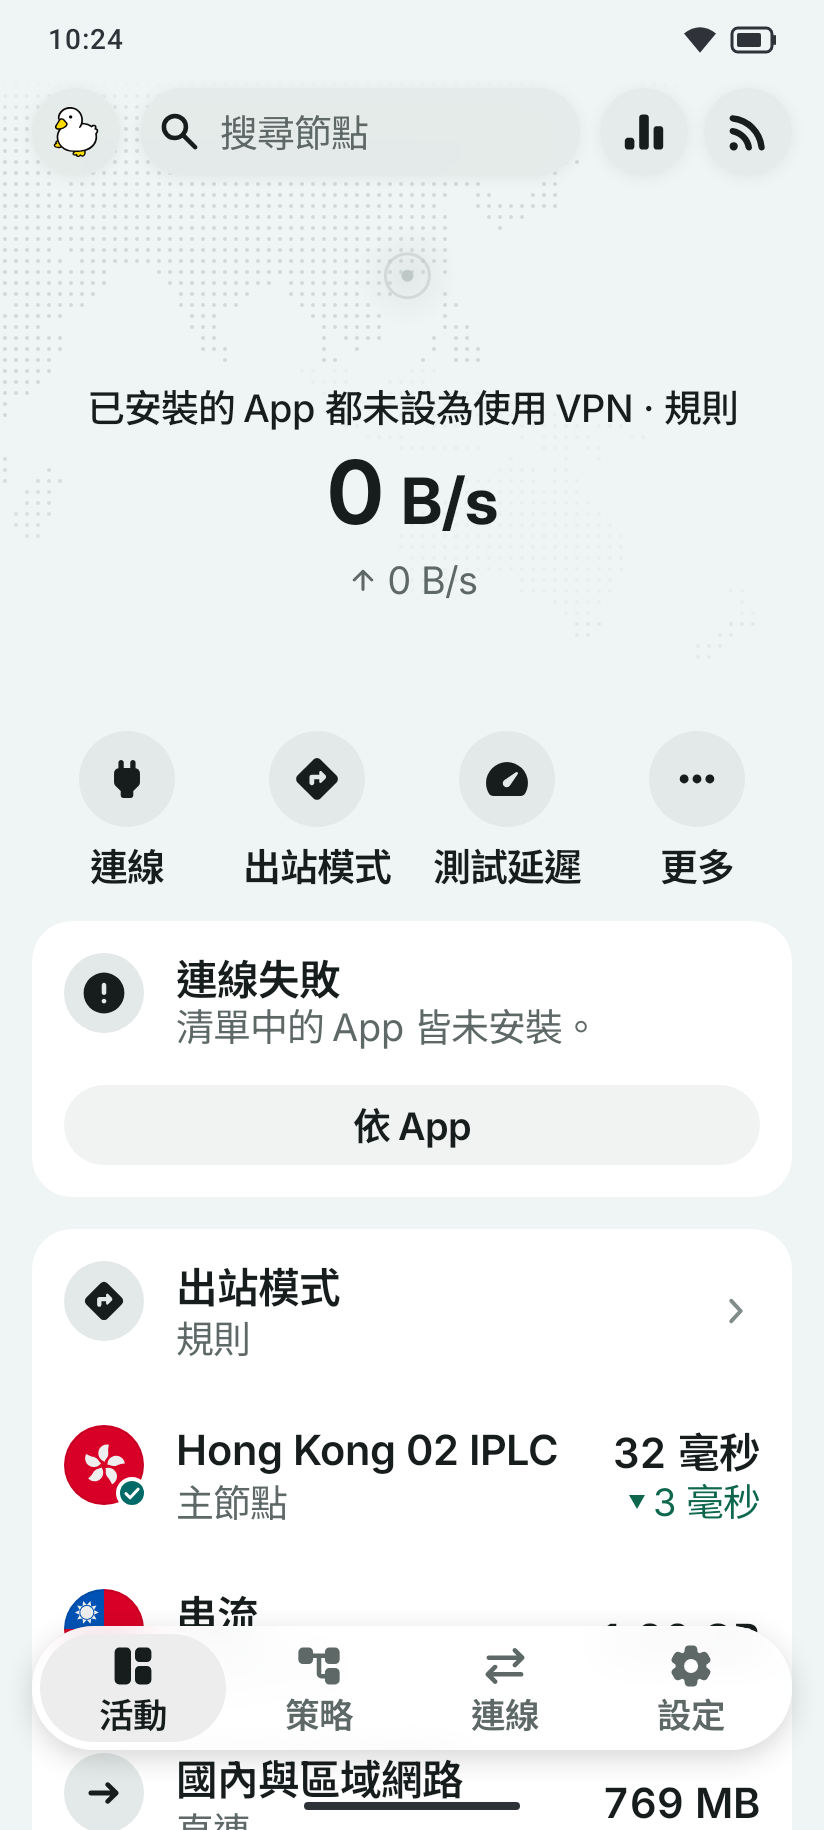 10:24
搜尋節點
已安裝的 App 都未設為使用 VPN · 規則
0 B/s
↑ 0 B/s
連線
出站模式
測試延遲
更多
連線失敗
清單中的 App 皆未安裝。
依 App
出站模式
規則
Hong Kong 02 IPLC
32 毫秒
主節點
▼3 毫秒
串流
活動
策略
連線
設定
國內與區域網路
769 MB
直連